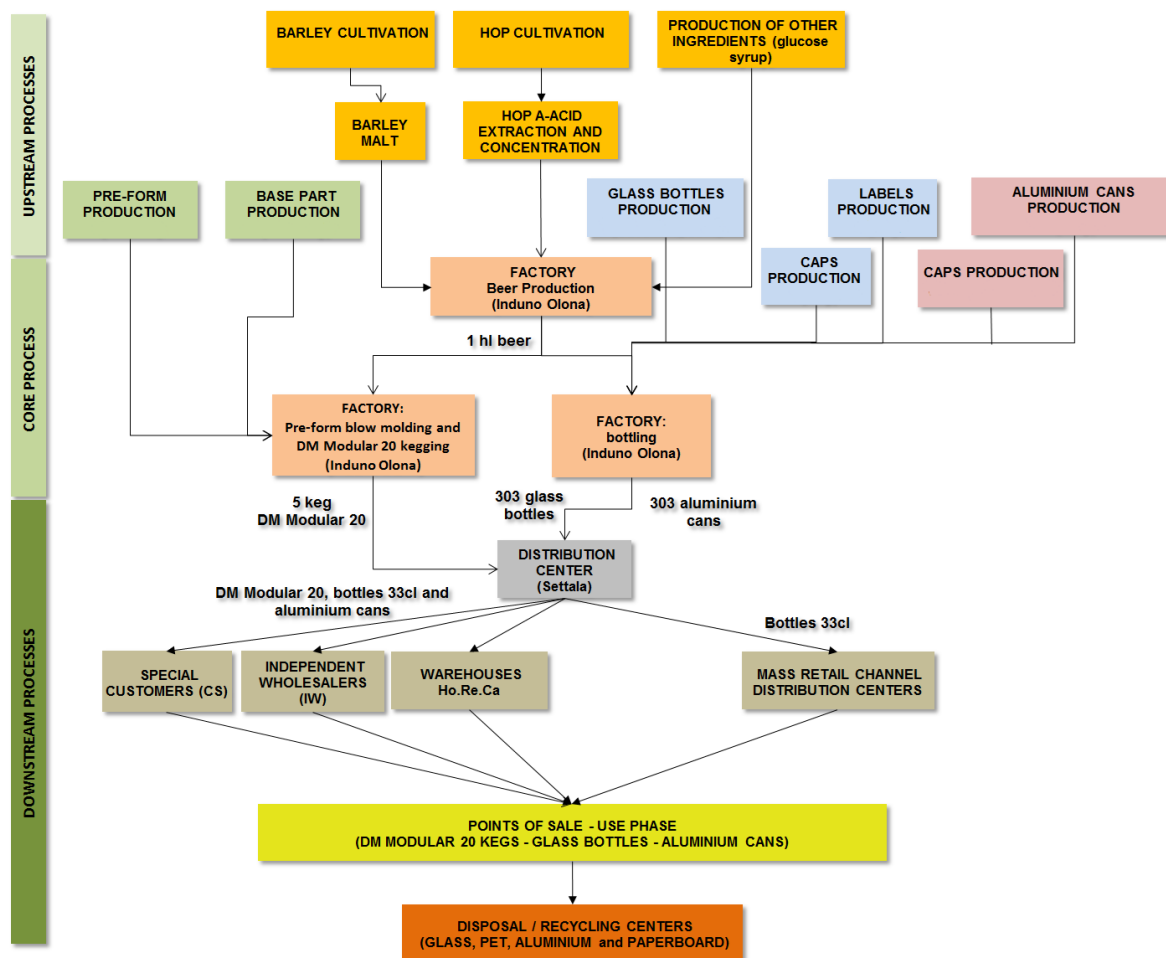 UPSTREAM PROCESSES
BARLEY CULTIVATION
HOP CULTIVATION
PRODUCTION OF OTHER
INGREDIENTS (glucose
syrup)
BARLEY
MALT
HOP A-ACID
EXTRACTION AND
CONCENTRATION
PRE-FORM
PRODUCTION
BASE PART
PRODUCTION
GLASS BOTTLES
PRODUCTION
LABELS
PRODUCTION
ALUMINIUM CANS
PRODUCTION
CORE PROCESS
FACTORY
Beer Production
(Induno Olona)
CAPS
PRODUCTION
CAPS PRODUCTION
1 hl beer
FACTORY:
Pre-form blow molding and
DM Modular 20 kegging
(Induno Olona)
FACTORY:
bottling
(Induno Olona)
DOWNSTREAM PROCESSES
5 keg
DM Modular 20
303 glass
bottles
303 aluminium
cans
DISTRIBUTION
CENTER
(Settala)
DM Modular 20, bottles 33cl and
aluminium cans
Bottles 33cl
SPECIAL
CUSTOMERS (CS)
INDEPENDENT
WHOLESALERS
(IW)
WAREHOUSES
Ho.Re.Ca
MASS RETAIL CHANNEL
DISTRIBUTION CENTERS
POINTS OF SALE - USE PHASE
(DM MODULAR 20 KEGS - GLASS BOTTLES - ALUMINIUM CANS)
DISPOSAL / RECYCLING CENTERS
(GLASS, PET, ALUMINIUM and PAPERBOARD)